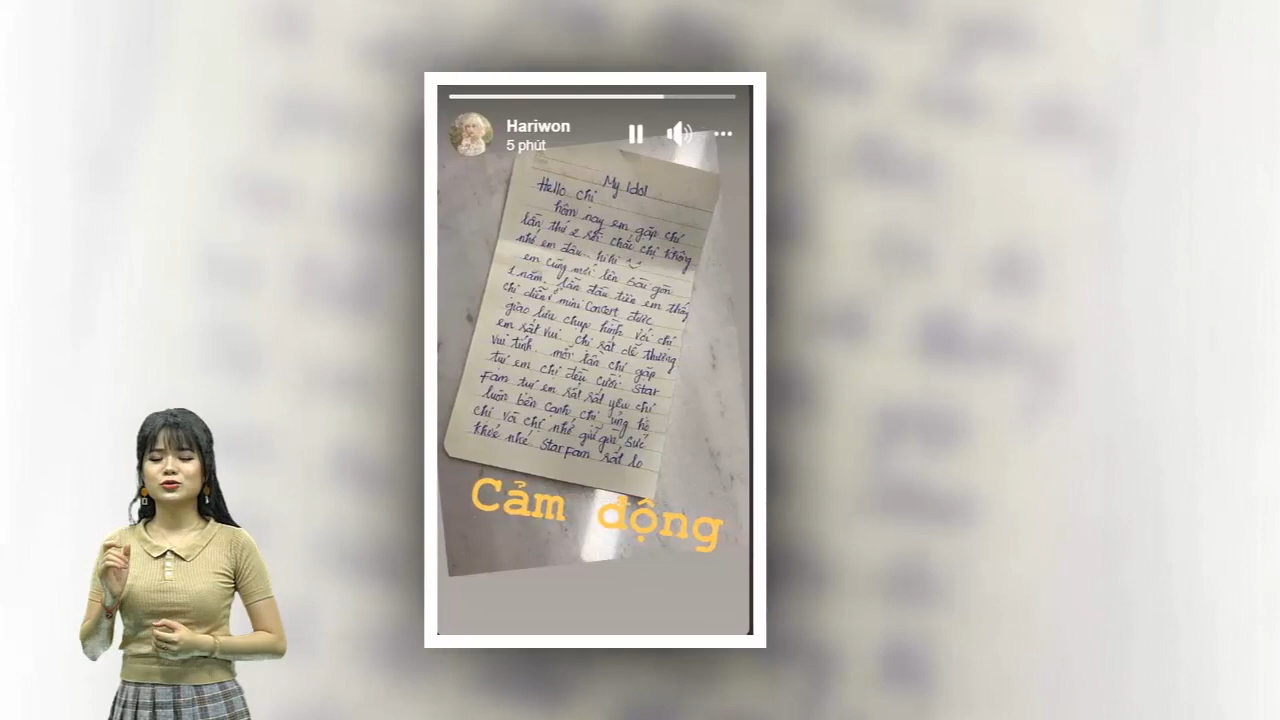 Hariwon
5 phút
My Idol
Hello chị
hôm nay em gặp chị
lần thứ 2 rồi chắc chị không
nhớ em đâu... hihi
em cũng mới lên Sài gòn
1 năm, lần đầu tiên em thấy
chị diễn ở mini Concert được
giao lưu chụp hình với chị
em rất vui. Chị rất dễ thương
vui tính mỗi lần chị gặp
tụi em chị đều cười. Star
Fam tụi em rất rất yêu chị
luôn bên cạnh chị ủng hộ
chị và chị nhớ giữ gìn sức
khoẻ nhé StarFam rất lo
Cảm động